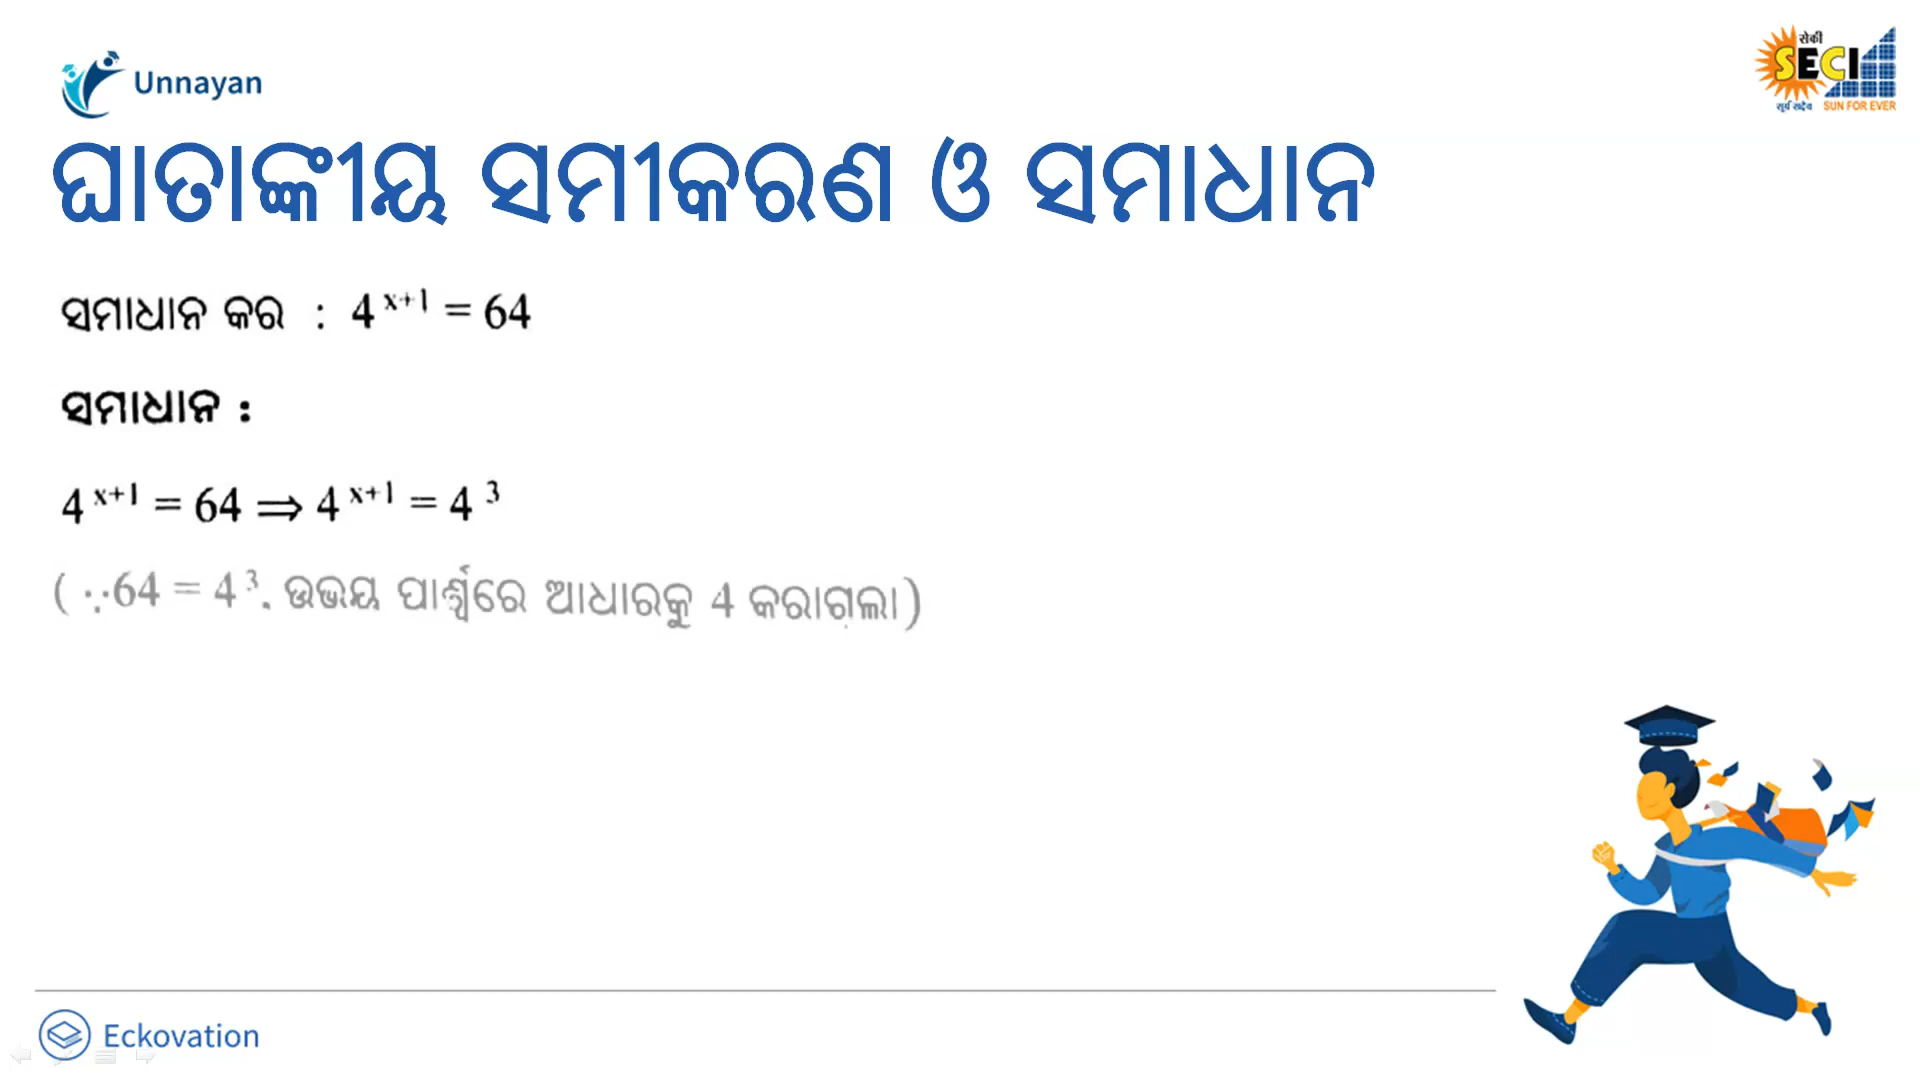 Unnayan
सेकी
SECI
सूर्य सदैव SUN FOR EVER
ଘାତାଙ୍କୀୟ ସମୀକରଣ ଓ ସମାଧାନ
ସମାଧାନ କର : 4^{x+1} = 64
ସମାଧାନ :
4^{x+1} = 64 ⇒ 4^{x+1} = 4^3
( ∵64 = 4^3. ଉଭୟ ପାର୍ଶ୍ୱରେ ଆଧାରକୁ 4 କରାଗଲା)
Eckovation